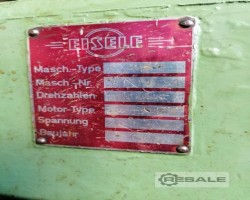 EISELE
Masch.-Type
Masch.-Nr.
Drehzahlen
Motor-Type
Spannung
Baujahr
RESALE